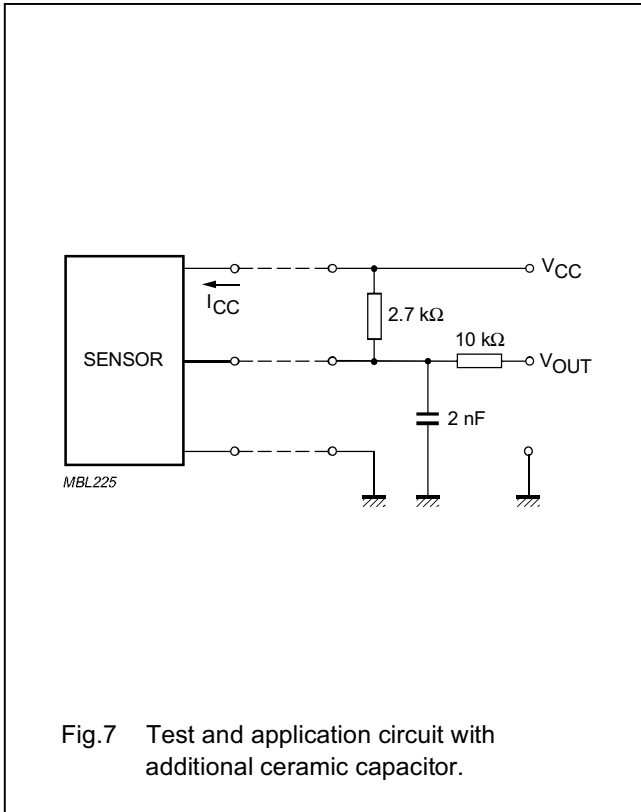 V_CC
I_CC
2.7 kΩ
10 kΩ
SENSOR
V_OUT
2 nF
MBL225
Fig.7 Test and application circuit with
additional ceramic capacitor.